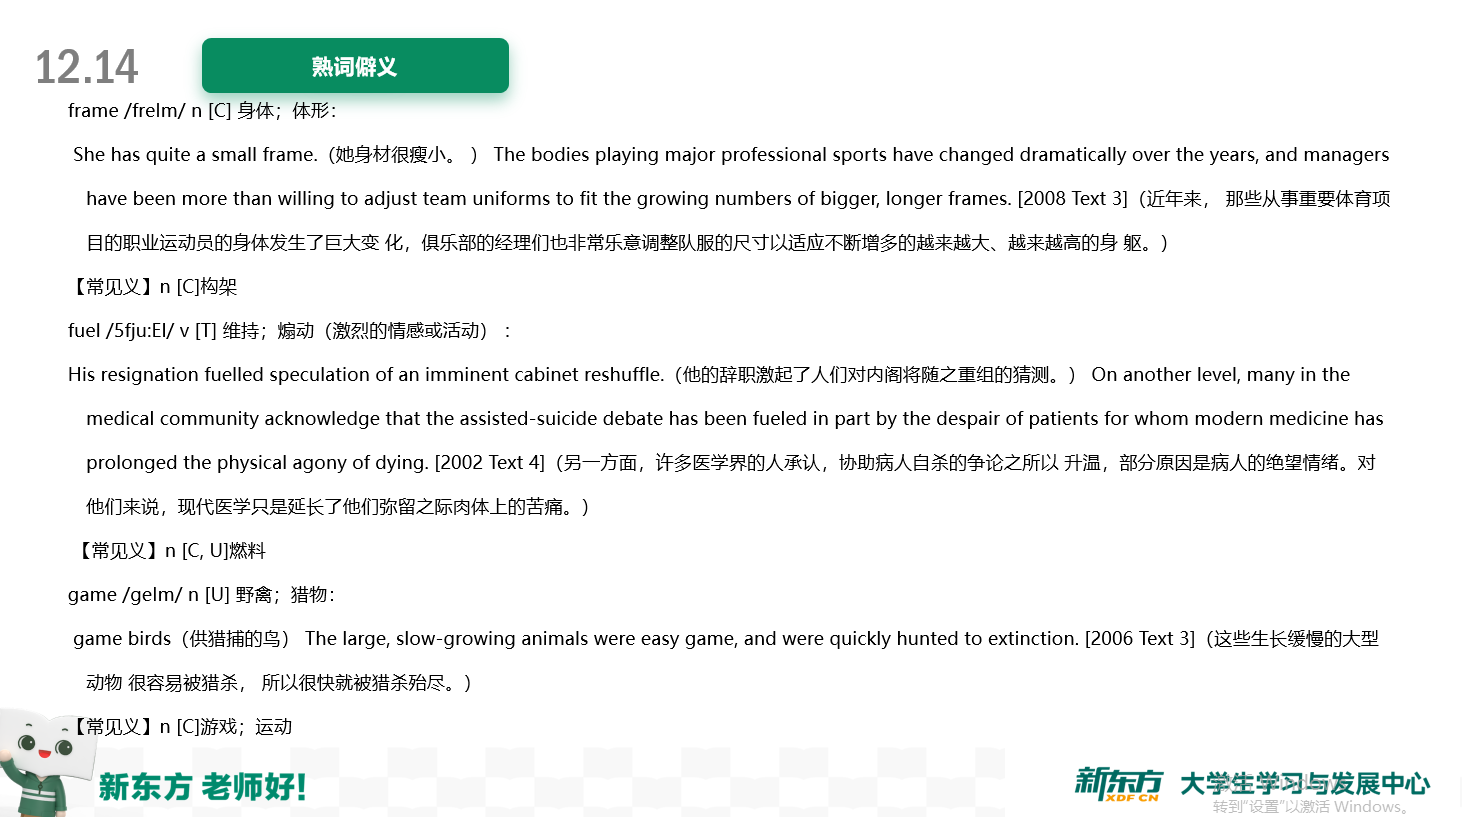 12.14
熟词僻义
frame /freIm/ n [C] 身体；体形：
She has quite a small frame.（她身材很瘦小。 ） The bodies playing major professional sports have changed dramatically over the years, and managers
have been more than willing to adjust team uniforms to fit the growing numbers of bigger, longer frames. [2008 Text 3]（近年来， 那些从事重要体育项
目的职业运动员的身体发生了巨大变 化，俱乐部的经理们也非常乐意调整队服的尺寸以适应不断增多的越来越大、越来越高的身 躯。）
【常见义】n [C]构架
fuel /5fju:El/ v [T] 维持；煽动（激烈的情感或活动） ：
His resignation fuelled speculation of an imminent cabinet reshuffle.（他的辞职激起了人们对内阁将随之重组的猜测。） On another level, many in the
medical community acknowledge that the assisted-suicide debate has been fueled in part by the despair of patients for whom modern medicine has
prolonged the physical agony of dying. [2002 Text 4]（另一方面，许多医学界的人承认，协助病人自杀的争论之所以 升温，部分原因是病人的绝望情绪。对
他们来说，现代医学只是延长了他们弥留之际肉体上的苦痛。）
【常见义】n [C, U]燃料
game /geIm/ n [U] 野禽；猎物：
game birds（供猎捕的鸟） The large, slow-growing animals were easy game, and were quickly hunted to extinction. [2006 Text 3]（这些生长缓慢的大型
动物 很容易被猎杀， 所以很快就被猎杀殆尽。）
【常见义】n [C]游戏；运动
新东方 老师好!
新东方 XDF.CN 大学生学习与发展中心
激活 Windows
转到“设置”以激活 Windows。